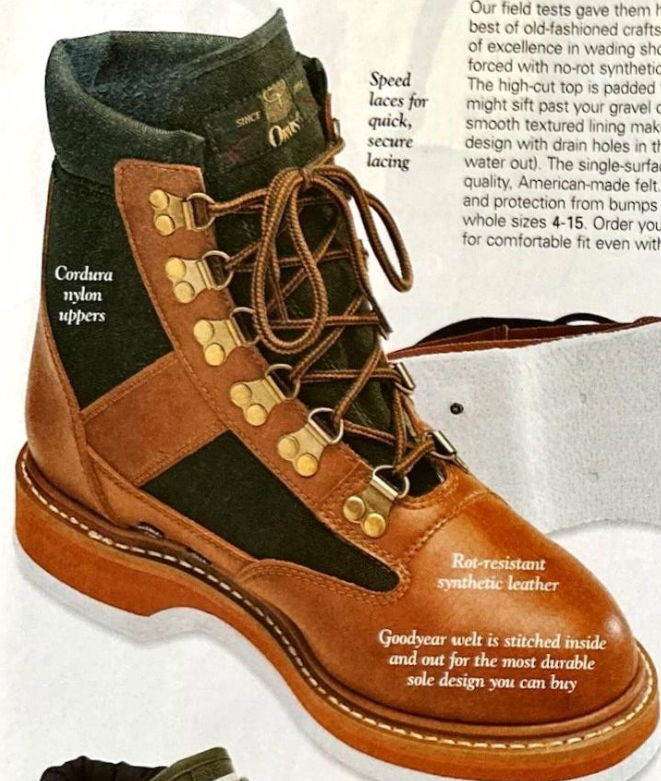 Our field tests gave them
best of old-fashioned crafts
of excellence in wading sho
forced with no-rot synthetic
The high-cut top is padded
might sift past your gravel
smooth textured lining mak
design with drain holes in th
water out). The single-surfa
quality, American-made felt.
and protection from bumps
whole sizes 4-15. Order you
for comfortable fit even with
Speed
laces for
quick,
secure
lacing
SINCE
Orvis
Cordura
nylon
uppers
Rot-resistant
synthetic leather
Goodyear welt is stitched inside
and out for the most durable
sole design you can buy